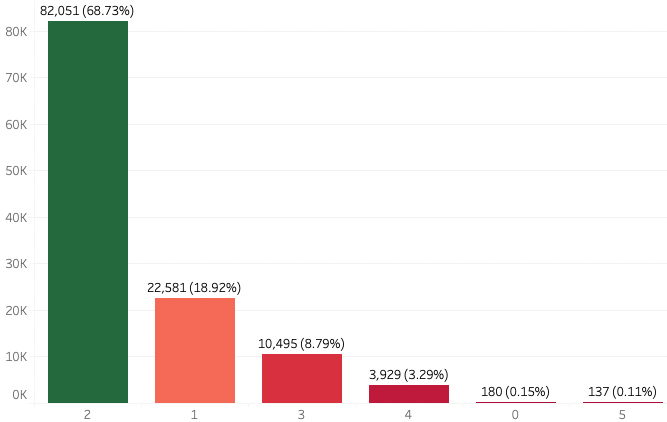 82,051 (68.73%)
80K
70K
60K
50K
40K
30K
22,581 (18.92%)
20K
10,495 (8.79%)
10K
3,929 (3.29%)
180 (0.15%)
137 (0.11%)
0K
2 1 3 4 0 5